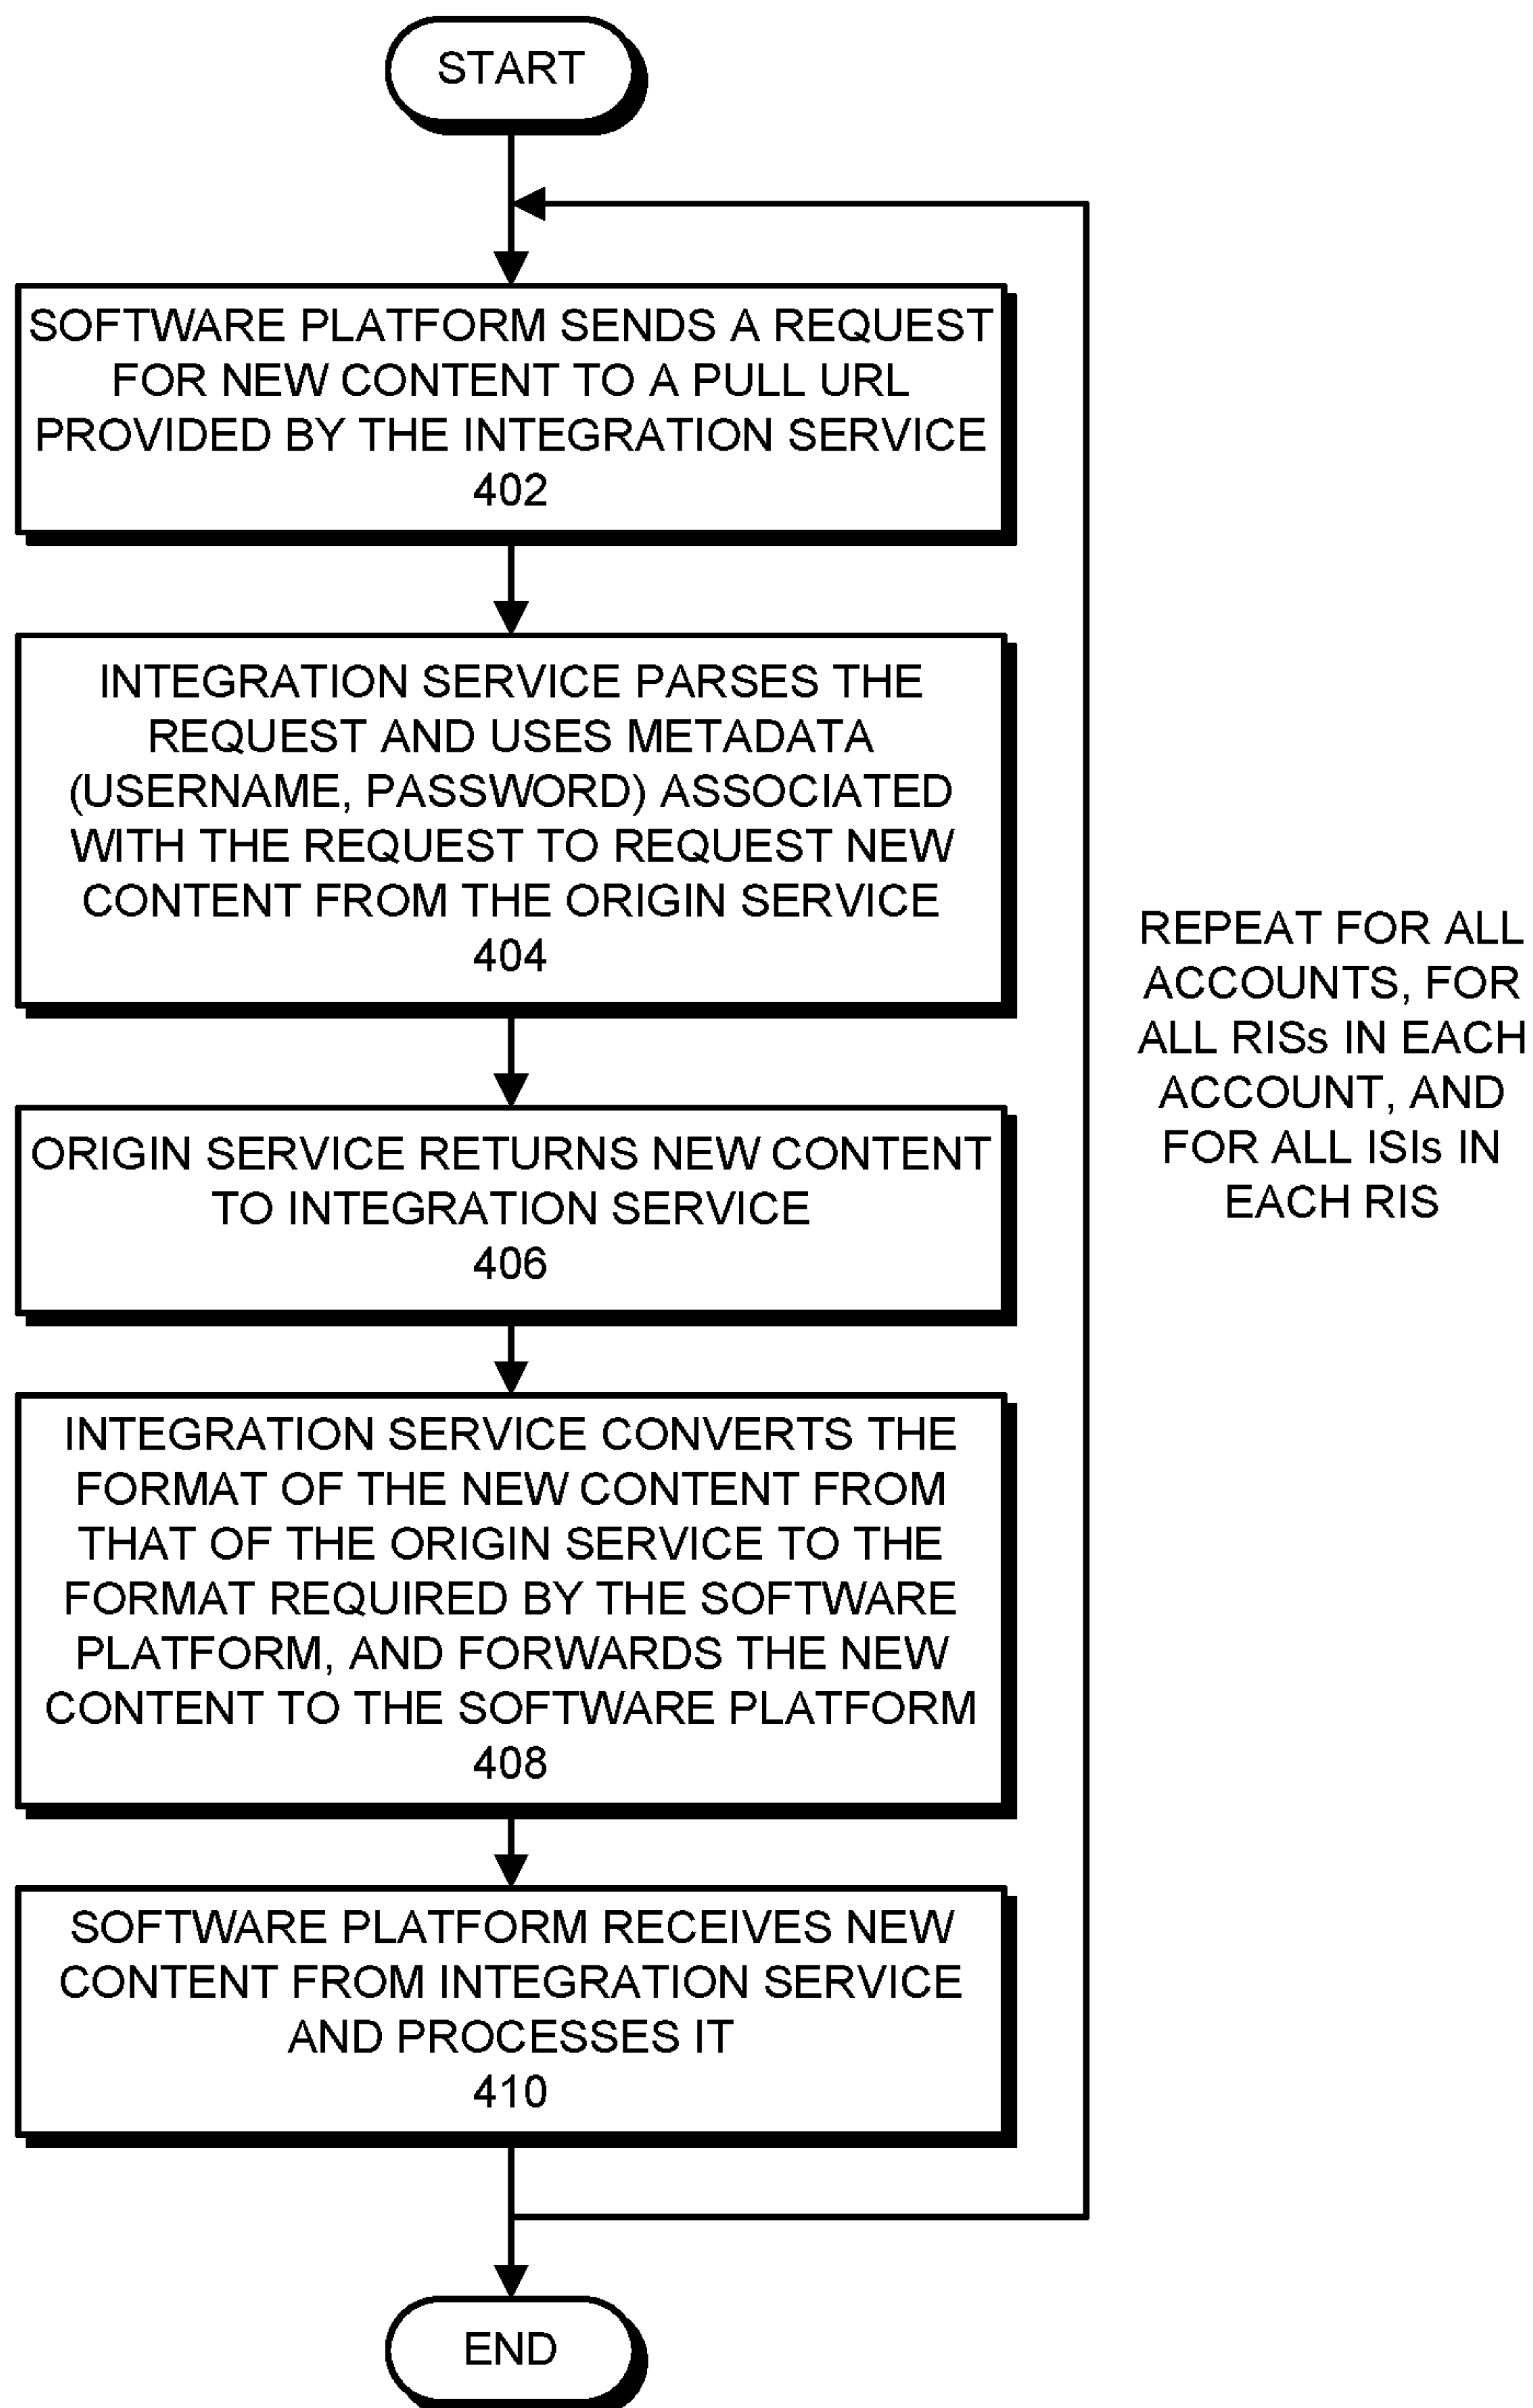 START
SOFTWARE PLATFORM SENDS A REQUEST
FOR NEW CONTENT TO A PULL URL
PROVIDED BY THE INTEGRATION SERVICE
402
INTEGRATION SERVICE PARSES THE
REQUEST AND USES METADATA
(USERNAME, PASSWORD) ASSOCIATED
WITH THE REQUEST TO REQUEST NEW
CONTENT FROM THE ORIGIN SERVICE
404
ORIGIN SERVICE RETURNS NEW CONTENT
TO INTEGRATION SERVICE
406
INTEGRATION SERVICE CONVERTS THE
FORMAT OF THE NEW CONTENT FROM
THAT OF THE ORIGIN SERVICE TO THE
FORMAT REQUIRED BY THE SOFTWARE
PLATFORM, AND FORWARDS THE NEW
CONTENT TO THE SOFTWARE PLATFORM
408
SOFTWARE PLATFORM RECEIVES NEW
CONTENT FROM INTEGRATION SERVICE
AND PROCESSES IT
410
END
REPEAT FOR ALL
ACCOUNTS, FOR
ALL RISs IN EACH
ACCOUNT, AND
FOR ALL ISIs IN
EACH RIS